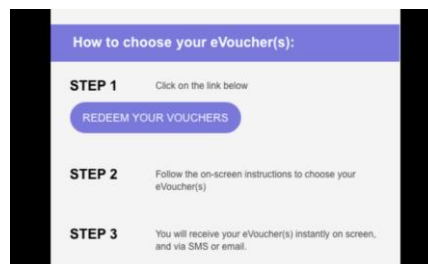 How to choose your eVoucher(s):
STEP 1
Click on the link below
REDEEM YOUR VOUCHERS
STEP 2
Follow the on-screen instructions to choose your
eVoucher(s)
STEP 3
You will receive your eVoucher(s) instantly on screen,
and via SMS or email.